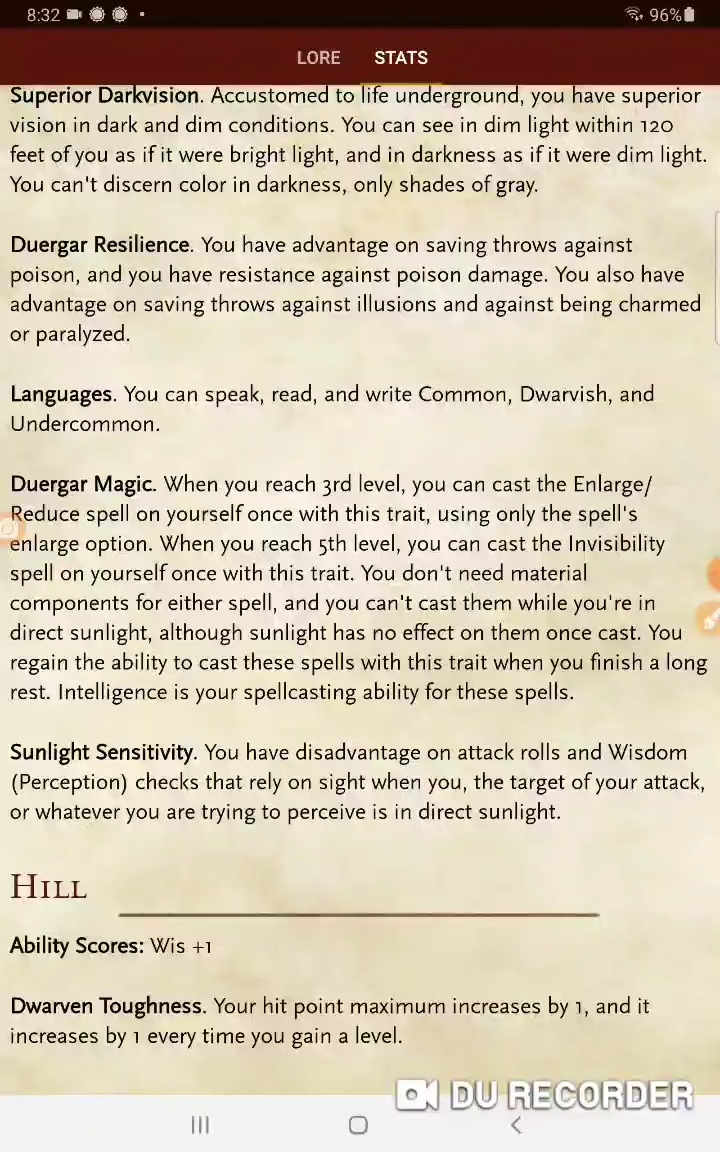 8:32
96%
LORE STATS
Superior Darkvision. Accustomed to life underground, you have superior
vision in dark and dim conditions. You can see in dim light within 120
feet of you as if it were bright light, and in darkness as if it were dim light.
You can't discern color in darkness, only shades of gray.
Duergar Resilience. You have advantage on saving throws against
poison, and you have resistance against poison damage. You also have
advantage on saving throws against illusions and against being charmed
or paralyzed.
Languages. You can speak, read, and write Common, Dwarvish, and
Undercommon.
Duergar Magic. When you reach 3rd level, you can cast the Enlarge/
Reduce spell on yourself once with this trait, using only the spell's
enlarge option. When you reach 5th level, you can cast the Invisibility
spell on yourself once with this trait. You don't need material
components for either spell, and you can't cast them while you're in
direct sunlight, although sunlight has no effect on them once cast. You
regain the ability to cast these spells with this trait when you finish a long
rest. Intelligence is your spellcasting ability for these spells.
Sunlight Sensitivity. You have disadvantage on attack rolls and Wisdom
(Perception) checks that rely on sight when you, the target of your attack,
or whatever you are trying to perceive is in direct sunlight.
HILL
Ability Scores: Wis +1
Dwarven Toughness. Your hit point maximum increases by 1, and it
increases by 1 every time you gain a level.
DU RECORDER